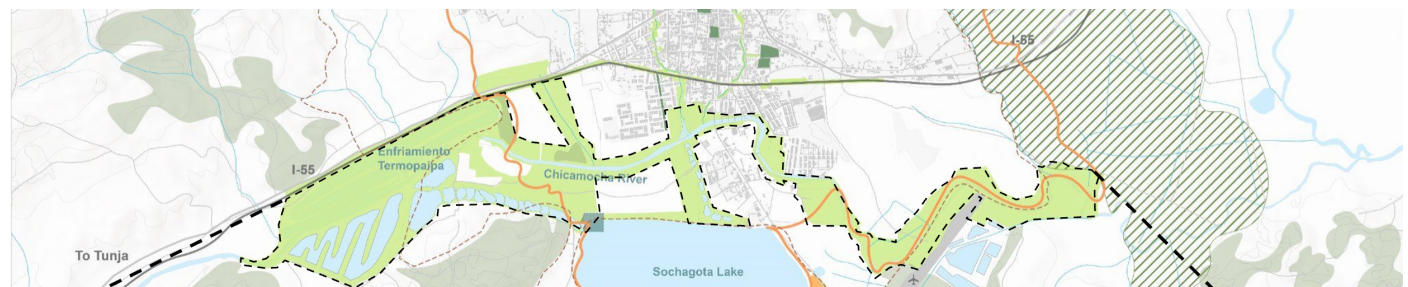 I-55
Enfriamiento
Termopaipa
I-55
Chicamocha River
To Tunja
Sochagota Lake